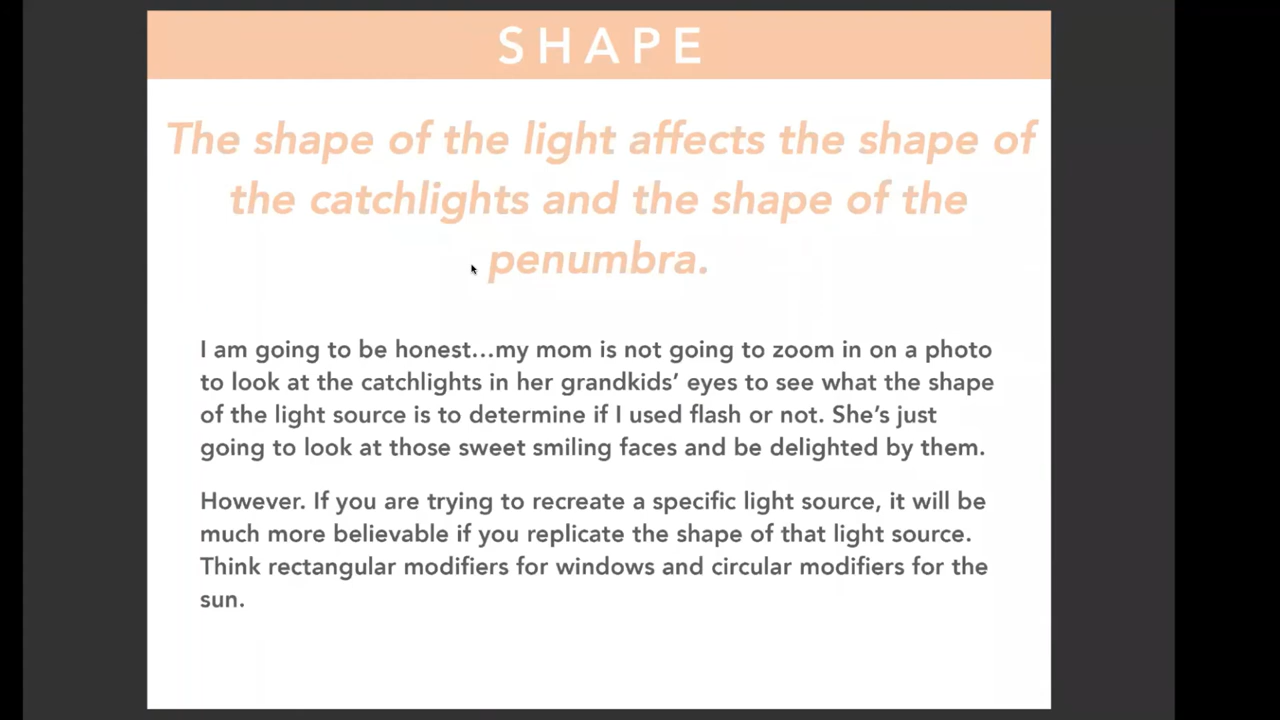 SHAPE
The shape of the light affects the shape of
the catchlights and the shape of the
penumbra.
I am going to be honest…my mom is not going to zoom in on a photo
to look at the catchlights in her grandkids’ eyes to see what the shape
of the light source is to determine if I used flash or not. She’s just
going to look at those sweet smiling faces and be delighted by them.
However. If you are trying to recreate a specific light source, it will be
much more believable if you replicate the shape of that light source.
Think rectangular modifiers for windows and circular modifiers for the
sun.